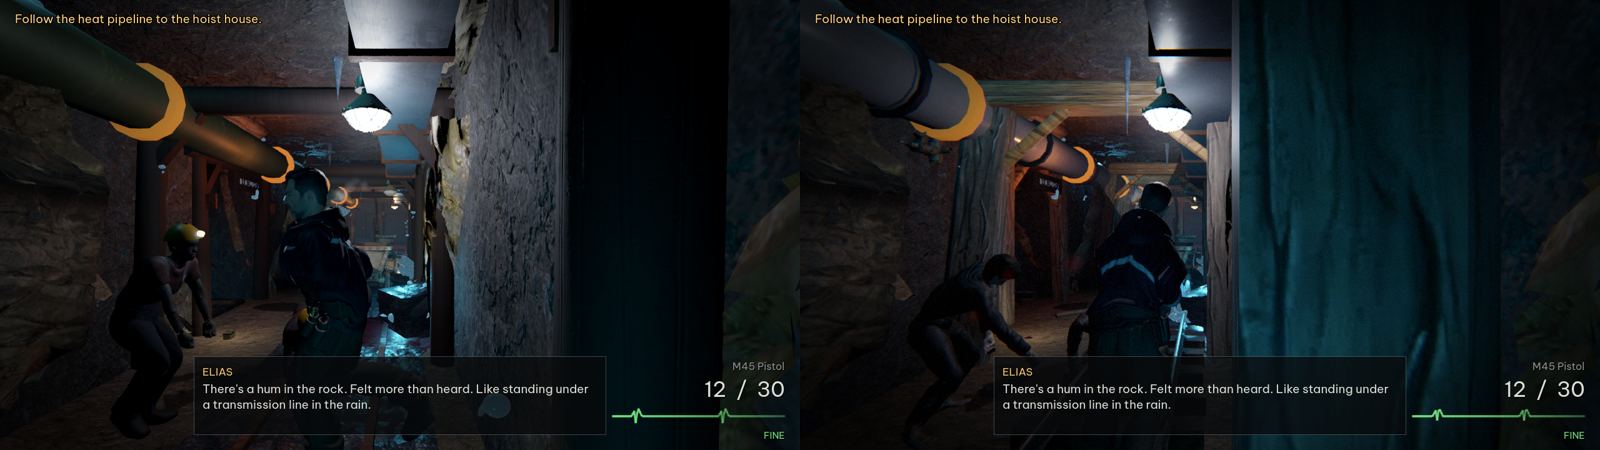 Follow the heat pipeline to the hoist house.
ELIAS
There's a hum in the rock. Felt more than heard. Like standing under
a transmission line in the rain.
M45 Pistol
12 / 30
FINE
Follow the heat pipeline to the hoist house.
ELIAS
There's a hum in the rock. Felt more than heard. Like standing under
a transmission line in the rain.
M45 Pistol
12 / 30
FINE